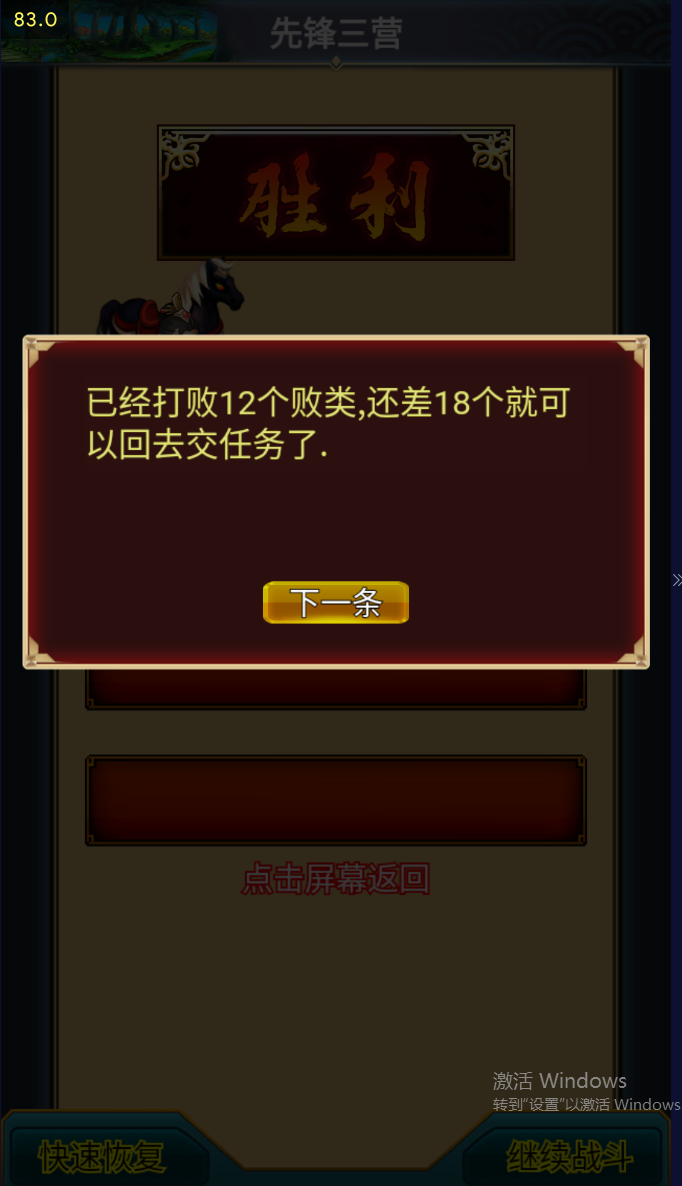 83.0
先锋三营
胜利
已经打败12个败类,还差18个就可
以回去交任务了.
下一条
点击屏幕返回
激活 Windows
转到“设置”以激活 Windows
快速恢复
继续战斗